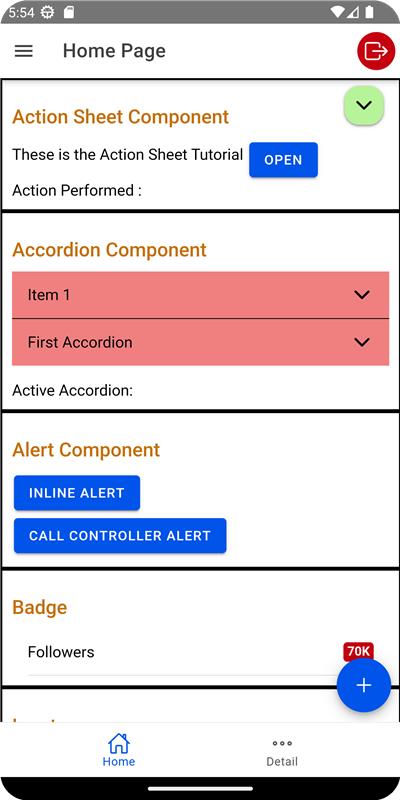 5:54
Home Page
Action Sheet Component
These is the Action Sheet Tutorial OPEN
Action Performed :
Accordion Component
Item 1
First Accordion
Active Accordion:
Alert Component
INLINE ALERT
CALL CONTROLLER ALERT
Badge
Followers 70K
Home Detail